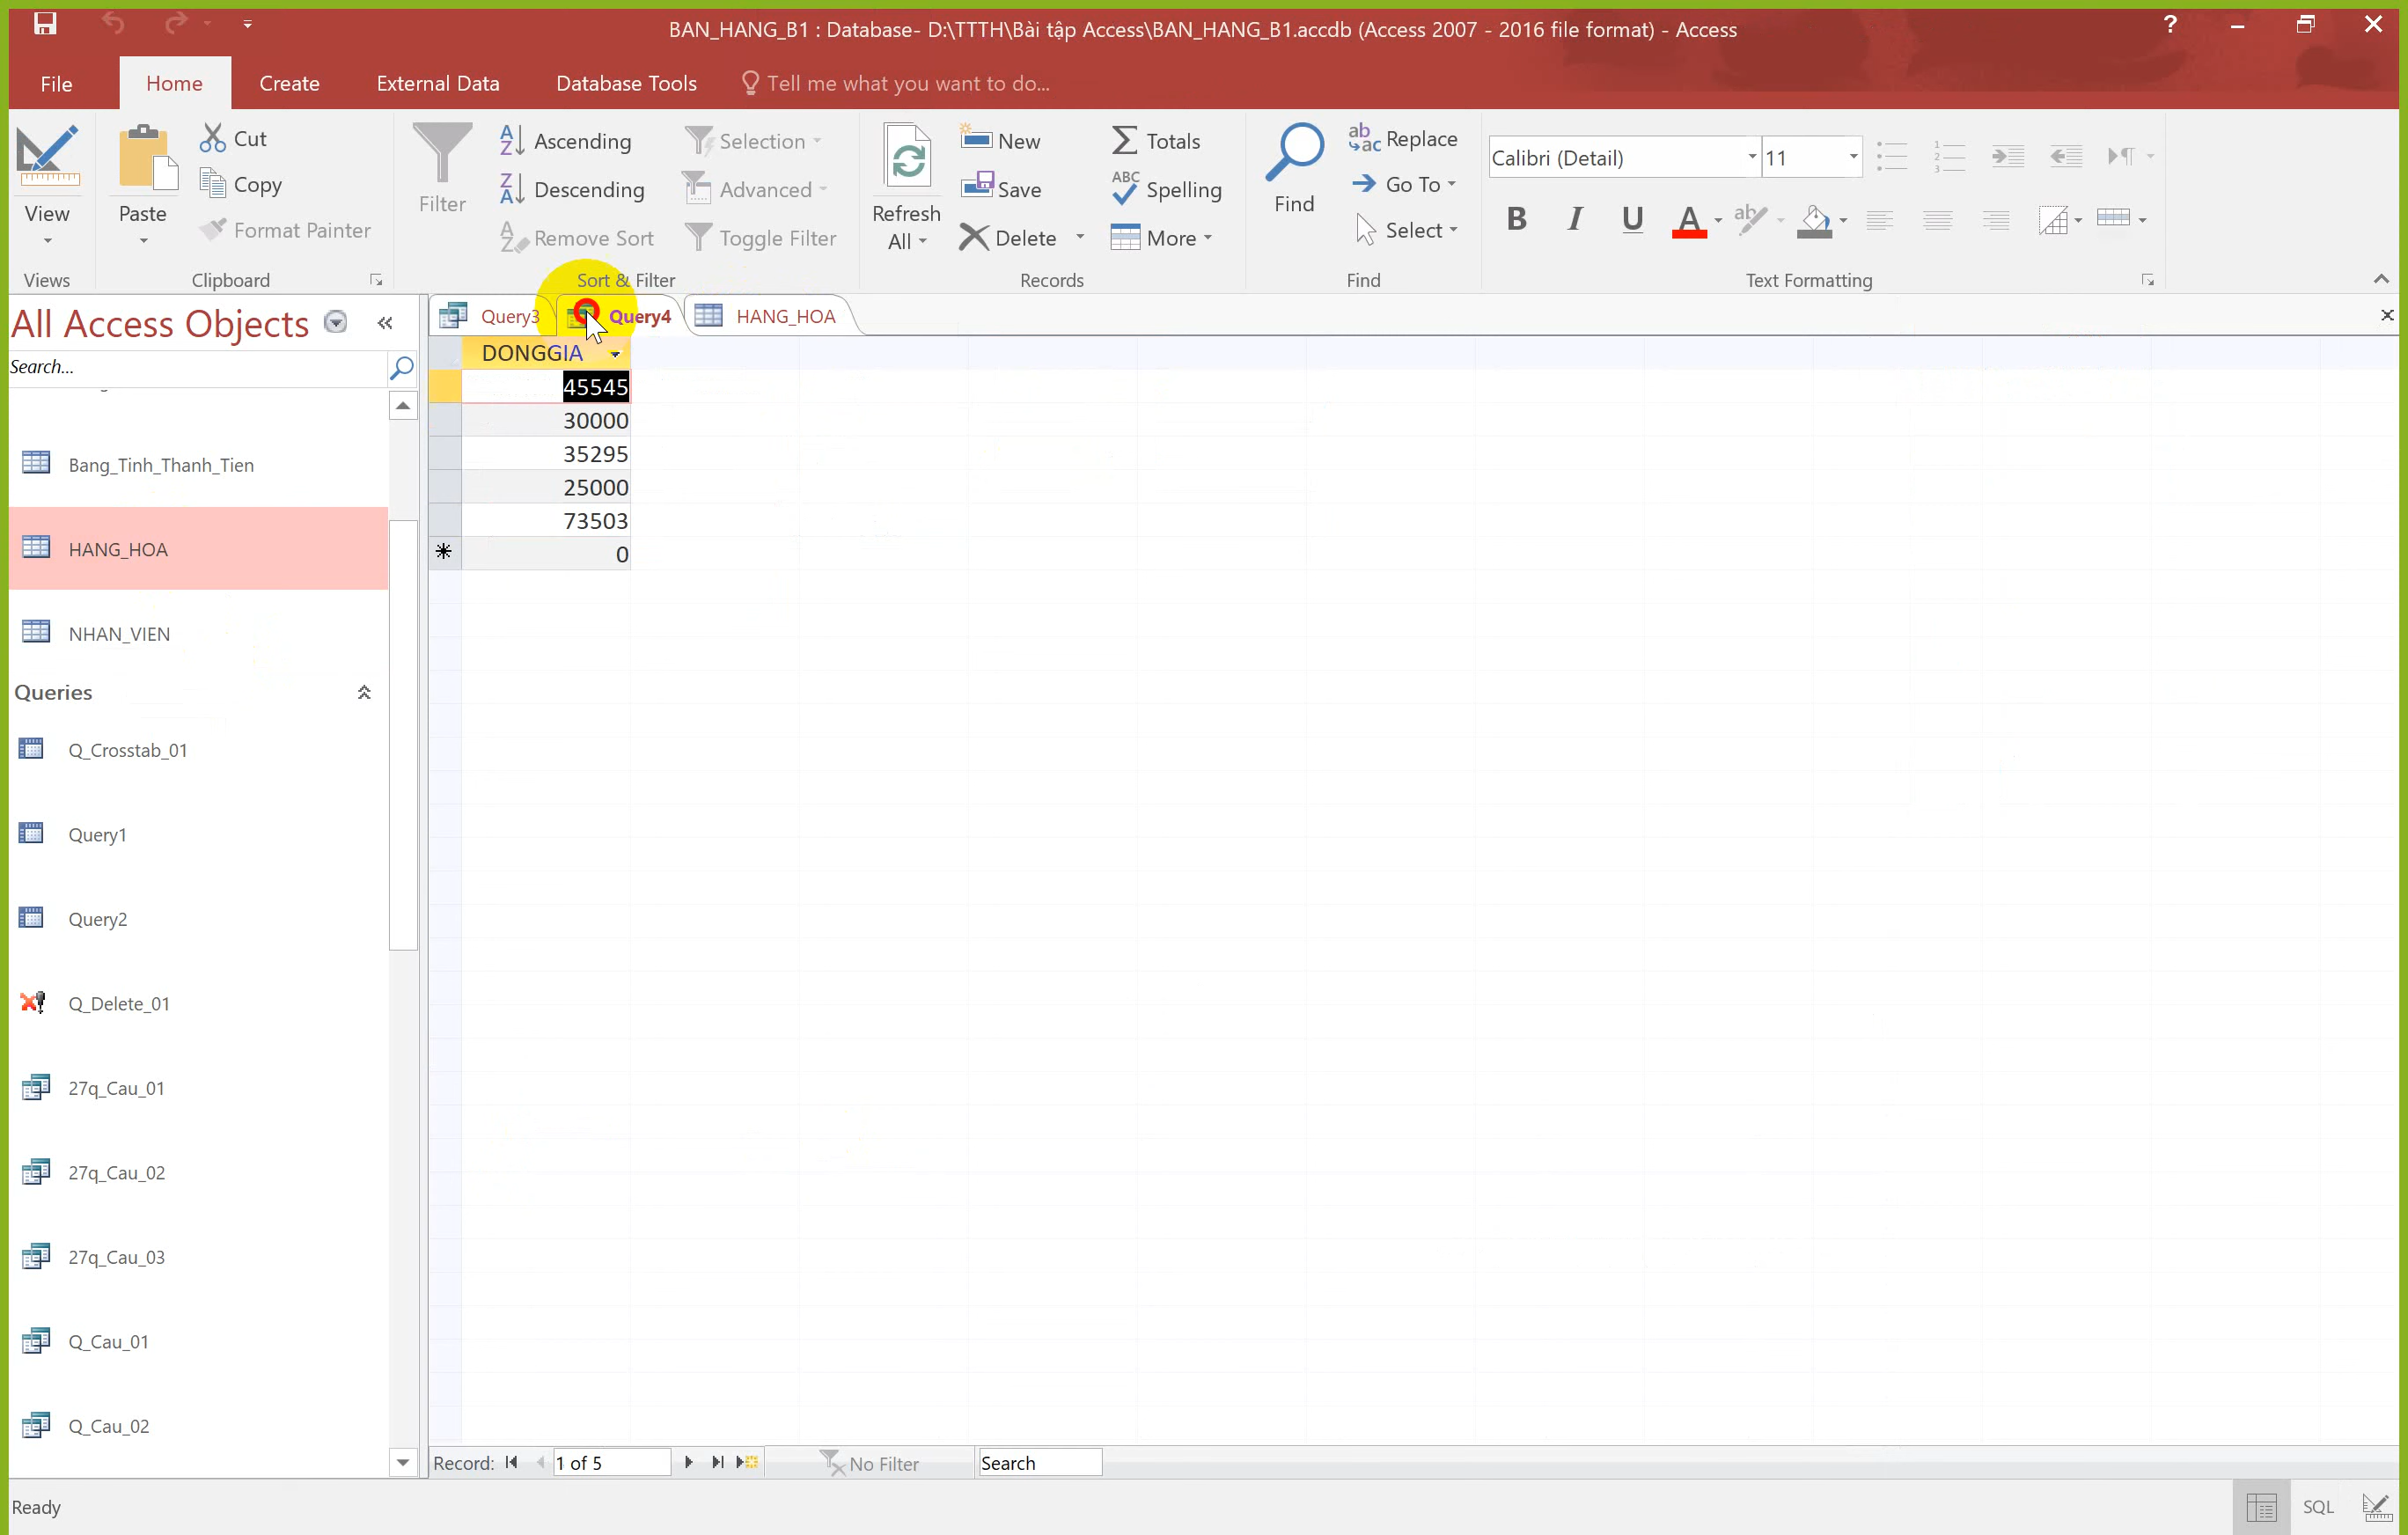 BAN_HANG_B1 : Database- D:\TTTH\Bài tập Access\BAN_HANG_B1.accdb (Access 2007 - 2016 file format) - Access
?
File
Home
Create
External Data
Database Tools
Tell me what you want to do...
View
Views
Paste
Cut
Copy
Format Painter
Clipboard
Filter
Ascending
Descending
Remove Sort
Selection
Advanced
Toggle Filter
Sort & Filter
Refresh
All
New
Save
Delete
Totals
Spelling
More
Records
Find
Replace
Go To
Select
Find
Calibri (Detail)
11
B I U A
Text Formatting
All Access Objects
Search...
Bang_Tinh_Thanh_Tien
HANG_HOA
NHAN_VIEN
Queries
Q_Crosstab_01
Query1
Query2
Q_Delete_01
27q_Cau_01
27q_Cau_02
27q_Cau_03
Q_Cau_01
Q_Cau_02
Query3
Query4
HANG_HOA
DONGGIA
45545
30000
35295
25000
73503
0
Record:
1 of 5
No Filter
Search
Ready
SQL